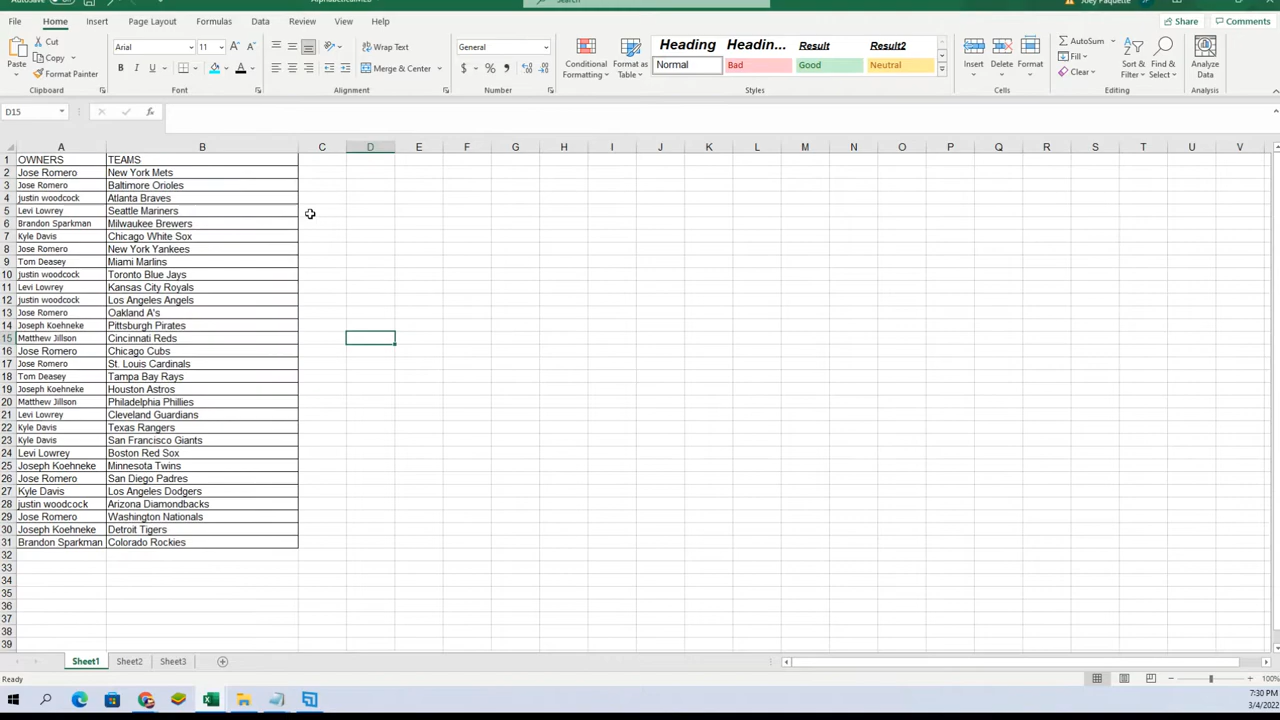 Search
Share
Comments
File Home Insert Page Layout Formulas Data Review View Help
Cut
Copy
Format Painter
Paste
Clipboard
Arial 11
B I U
Font
Wrap Text
Merge & Center
Alignment
General
$ % 9
Number
Conditional Formatting
Format as Table
Heading Headin... Result Result2
Normal Bad Good Neutral
Styles
Insert Delete Format
Cells
AutoSum
Fill
Clear
Sort & Filter
Find & Select
Editing
Analyze Data
Analysis
D15 fx
A B C D E F G H I J K L M N O P Q R S T U V
1 OWNERS TEAMS
2 Jose Romero New York Mets
3 Jose Romero Baltimore Orioles
4 justin woodcock Atlanta Braves
5 Levi Lowrey Seattle Mariners
6 Brandon Sparkman Milwaukee Brewers
7 Kyle Davis Chicago White Sox
8 Jose Romero New York Yankees
9 Tom Deasey Miami Marlins
10 justin woodcock Toronto Blue Jays
11 Levi Lowrey Kansas City Royals
12 justin woodcock Los Angeles Angels
13 Jose Romero Oakland A's
14 Joseph Koehneke Pittsburgh Pirates
15 Matthew Jillson Cincinnati Reds
16 Jose Romero Chicago Cubs
17 Jose Romero St. Louis Cardinals
18 Tom Deasey Tampa Bay Rays
19 Joseph Koehneke Houston Astros
20 Matthew Jillson Philadelphia Phillies
21 Levi Lowrey Cleveland Guardians
22 Kyle Davis Texas Rangers
23 Kyle Davis San Francisco Giants
24 Levi Lowrey Boston Red Sox
25 Joseph Koehneke Minnesota Twins
26 Jose Romero San Diego Padres
27 Kyle Davis Los Angeles Dodgers
28 justin woodcock Arizona Diamondbacks
29 Jose Romero Washington Nationals
30 Joseph Koehneke Detroit Tigers
31 Brandon Sparkman Colorado Rockies
32
33
34
35
36
37
38
39
Sheet1 Sheet2 Sheet3
Ready
100%
7:30 PM
3/4/2022